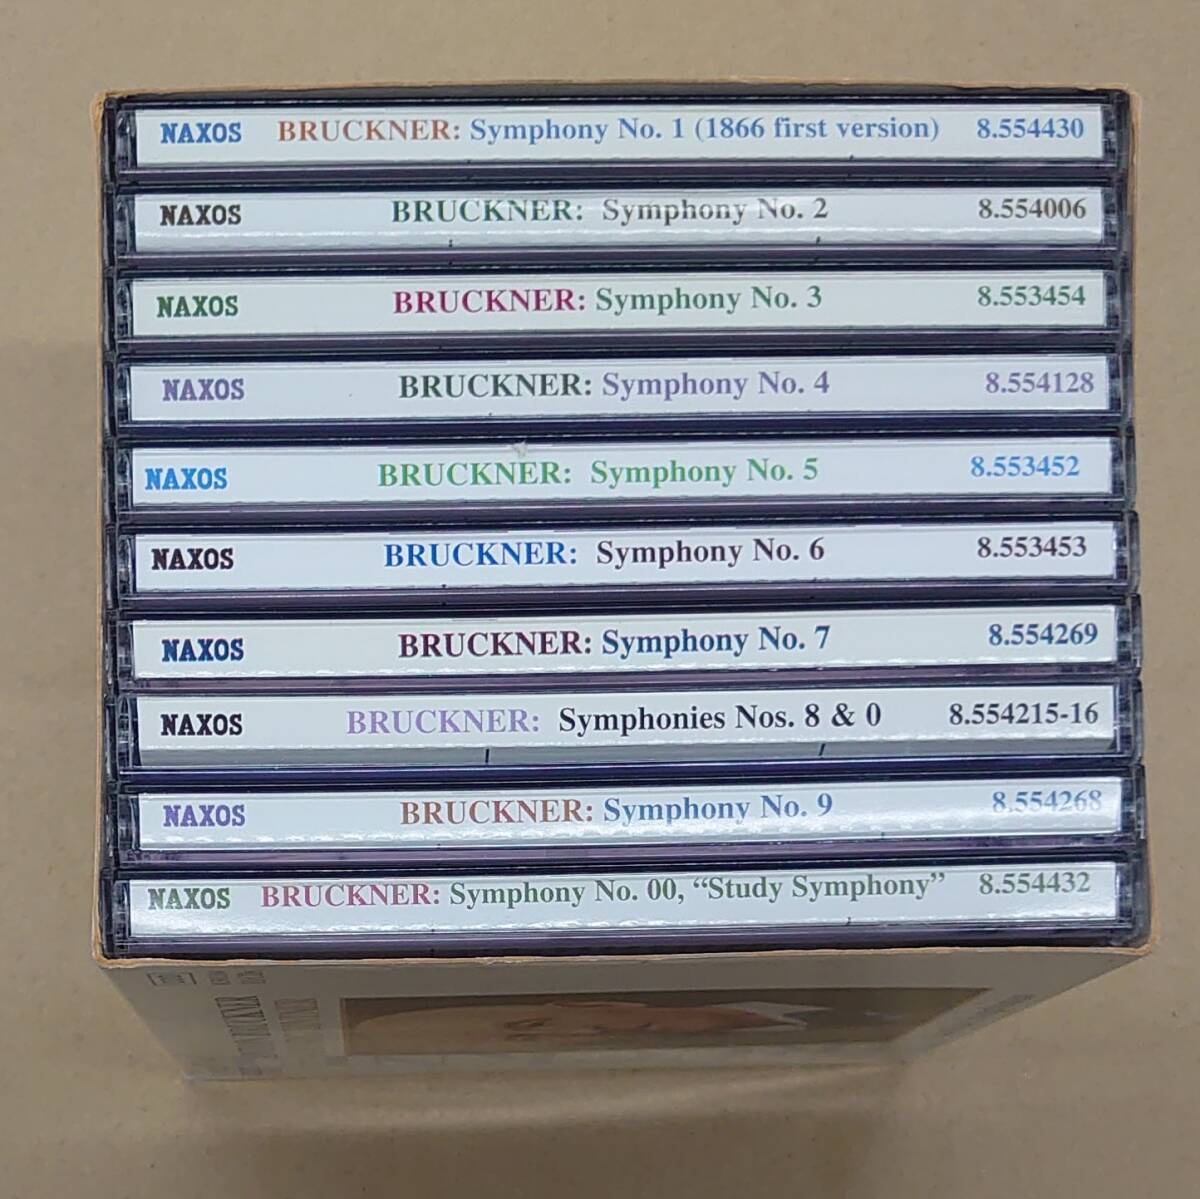 NAXOS BRUCKNER: Symphony No. 1 (1866 first version) 8.554430
NAXOS BRUCKNER: Symphony No. 2 8.554006
NAXOS BRUCKNER: Symphony No. 3 8.553454
NAXOS BRUCKNER: Symphony No. 4 8.554128
NAXOS BRUCKNER: Symphony No. 5 8.553452
NAXOS BRUCKNER: Symphony No. 6 8.553453
NAXOS BRUCKNER: Symphony No. 7 8.554269
NAXOS BRUCKNER: Symphonies Nos. 8 & 0 8.554215-16
NAXOS BRUCKNER: Symphony No. 9 8.554268
NAXOS BRUCKNER: Symphony No. 00, “Study Symphony” 8.554432
BRUCKNER